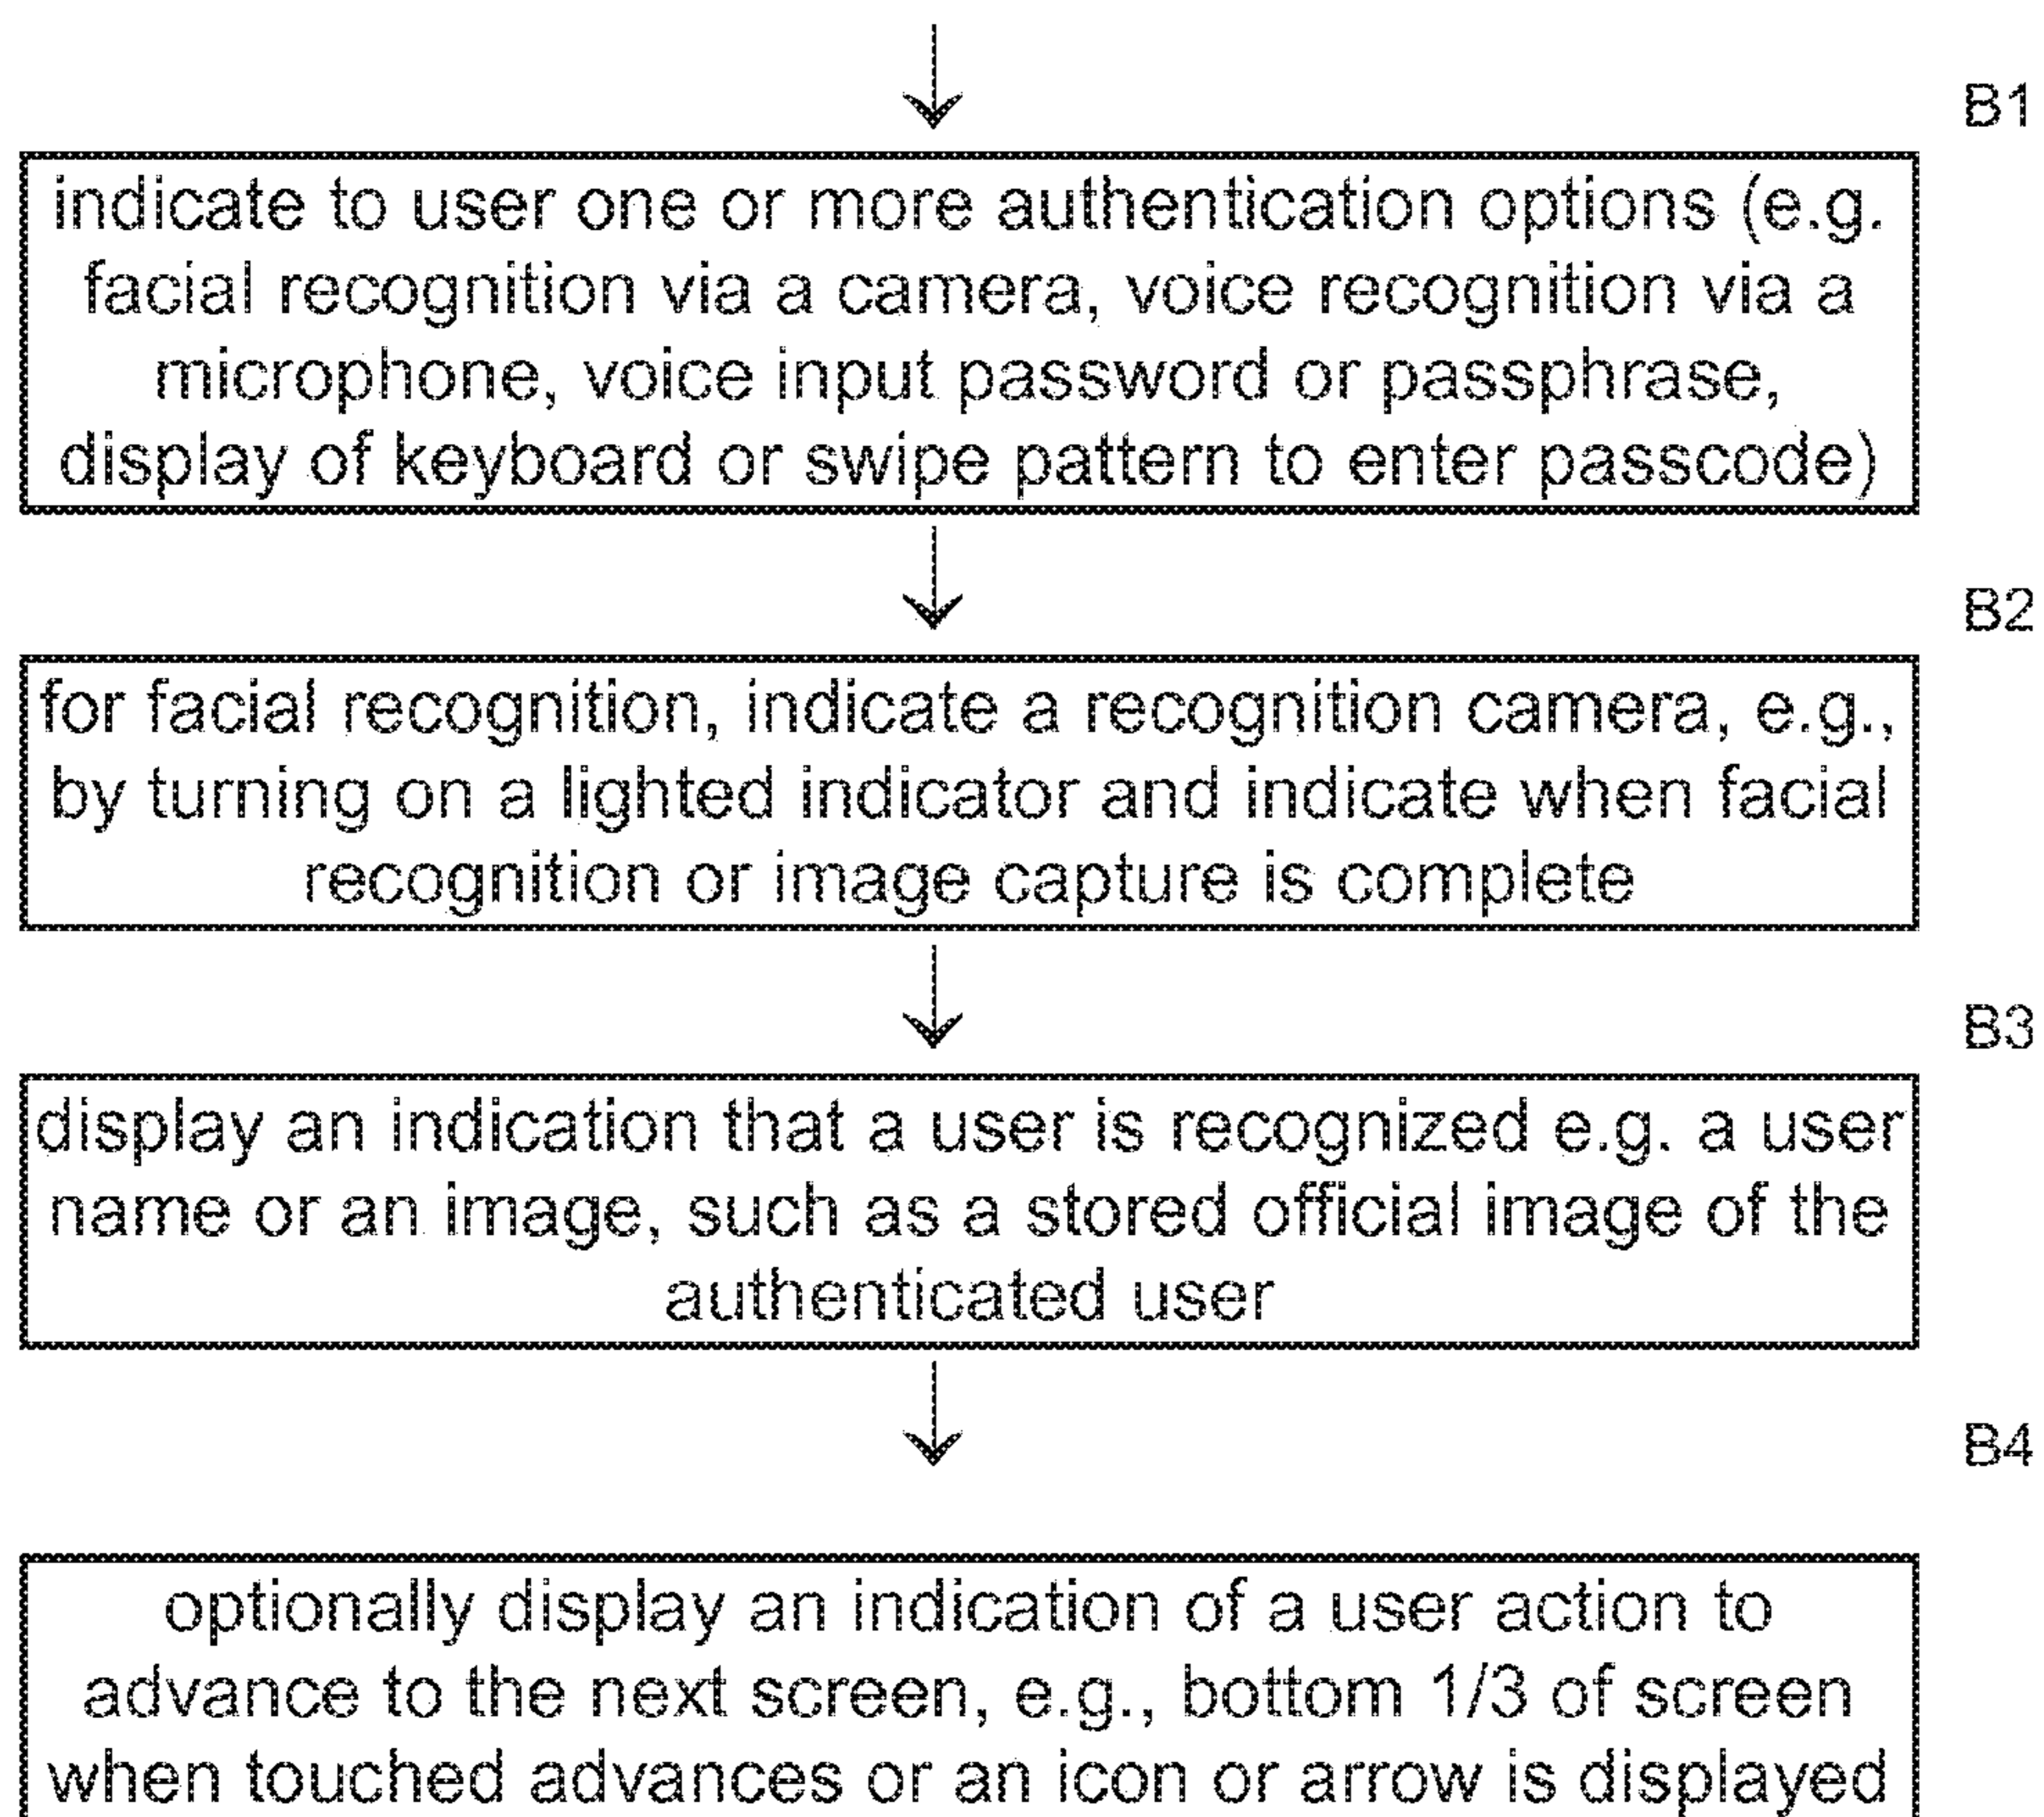 B1
indicate to user one or more authentication options (e.g.
facial recognition via a camera, voice recognition via a
microphone, voice input password or passphrase,
display of keyboard or swipe pattern to enter passcode)
B2
for facial recognition, indicate a recognition camera, e.g.,
by turning on a lighted indicator and indicate when facial
recognition or image capture is complete
B3
display an indication that a user is recognized e.g. a user
name or an image, such as a stored official image of the
authenticated user
B4
optionally display an indication of a user action to
advance to the next screen, e.g., bottom 1/3 of screen
when touched advances or an icon or arrow is displayed